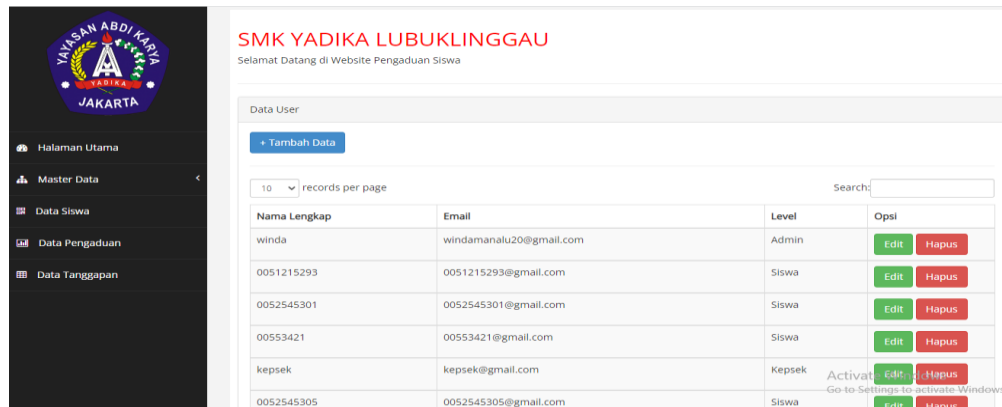 YAYASAN ABDI KARYA
YADIKA
JAKARTA
Halaman Utama
Master Data
Data Siswa
Data Pengaduan
Data Tanggapan
SMK YADIKA LUBUKLINGGAU
Selamat Datang di Website Pengaduan Siswa
Data User
+ Tambah Data
10 records per page Search:
Nama Lengkap Email Level Opsi
winda windamanalu20@gmail.com Admin Edit Hapus
0051215293 0051215293@gmail.com Siswa Edit Hapus
0052545301 0052545301@gmail.com Siswa Edit Hapus
00553421 00553421@gmail.com Siswa Edit Hapus
kepsek kepsek@gmail.com Kepsek Edit Hapus
Activate Windows
Go to Settings to activate Windows
0052545305 0052545305@gmail.com Siswa Edit Hapus